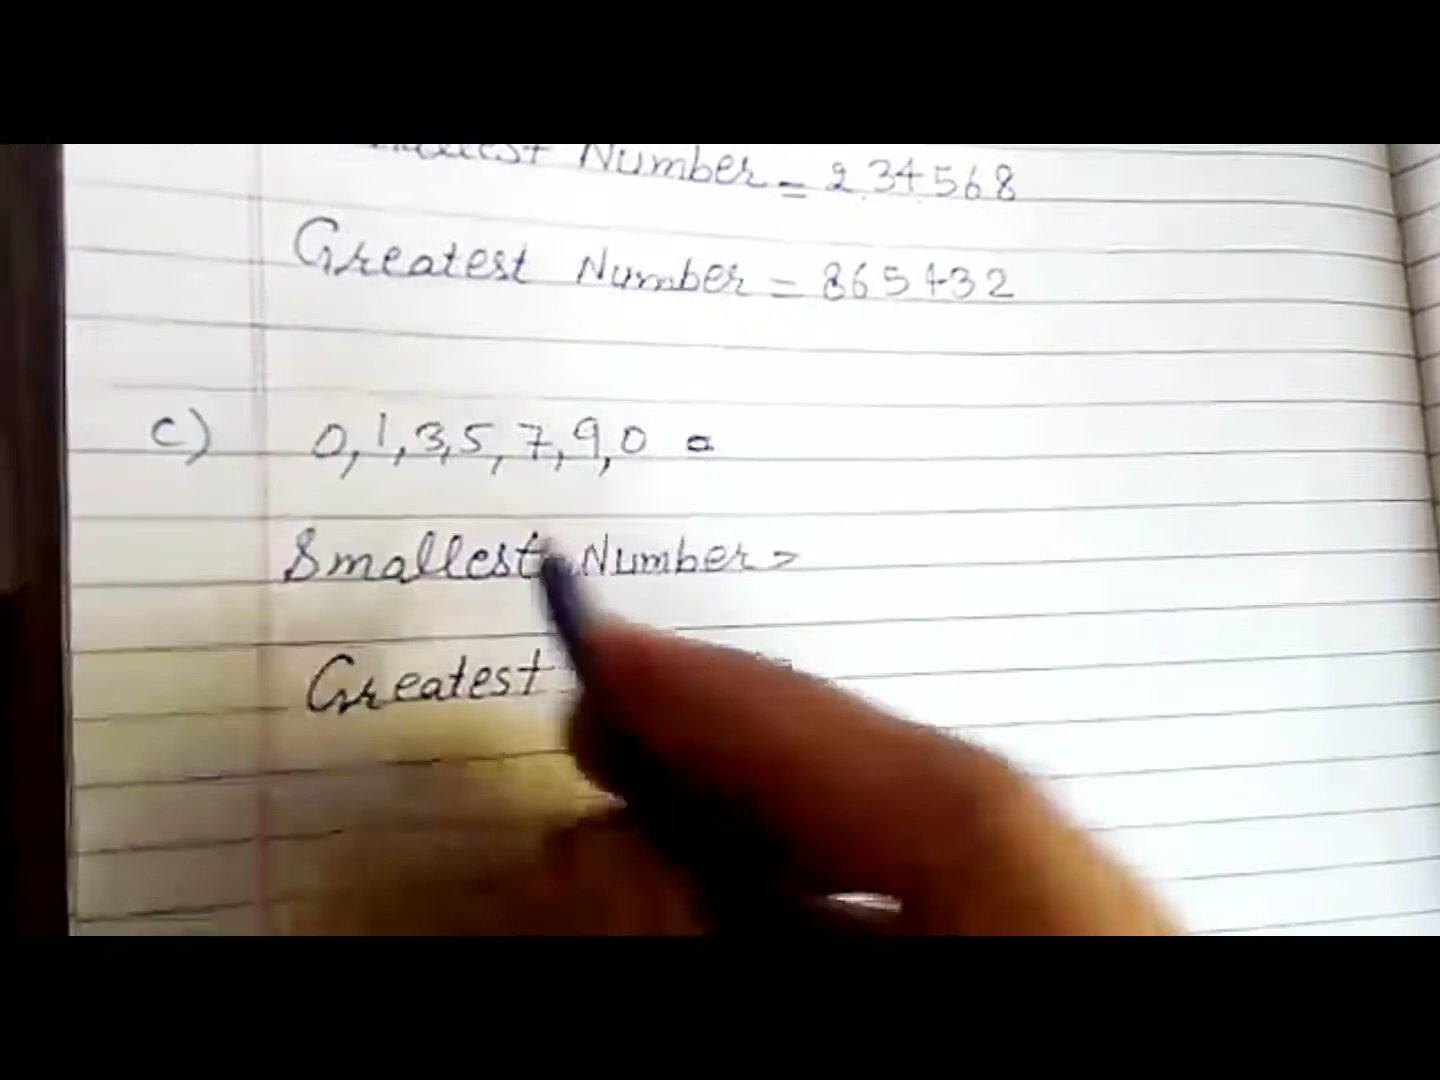 Number = 234568
Greatest Number = 865432
c) 0,1,3,5,7,9,0 =
Smallest Number =
Greatest